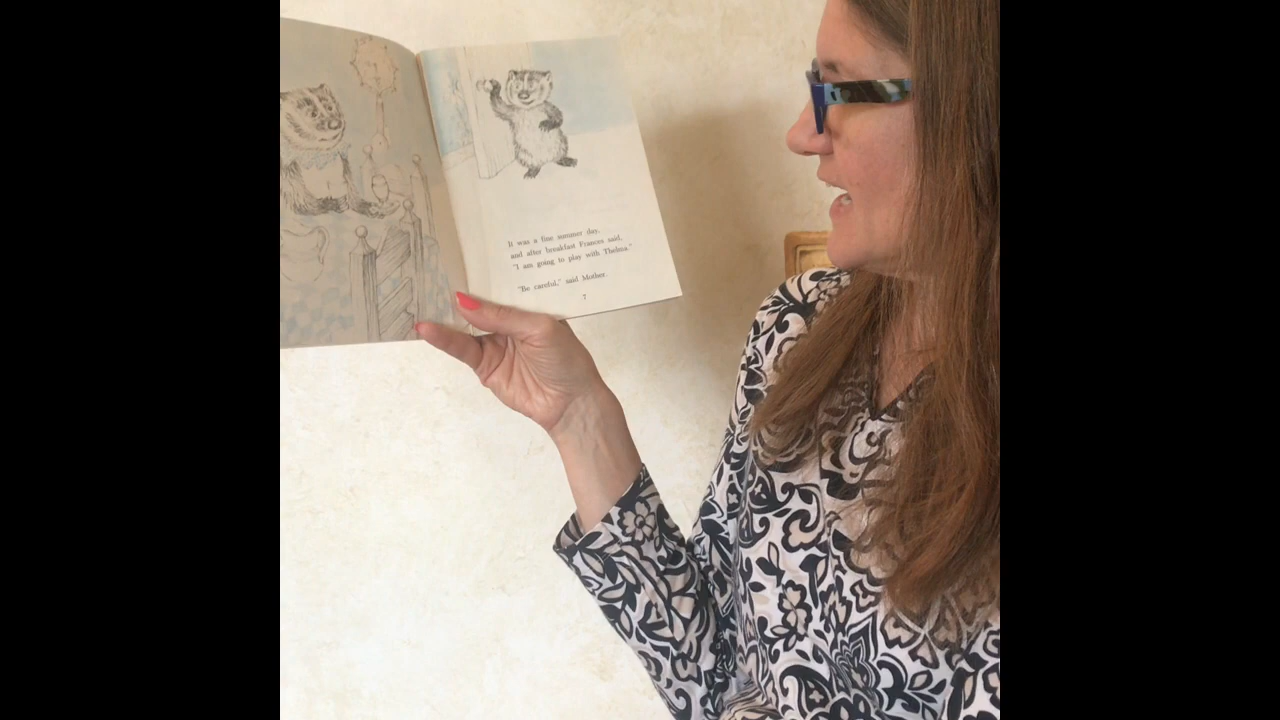 It was a fine summer day,
and after breakfast Frances said,
"I am going to play with Thelma."
"Be careful," said Mother.
7